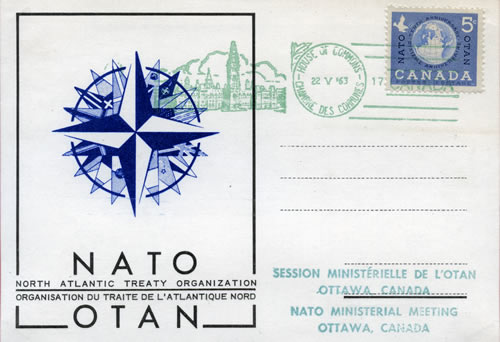 HOUSE OF COMMONS
22 V '63
CHAMBRE DES COMMUNES
17
NATO
5
OTAN
CANADA
NATO
NORTH ATLANTIC TREATY ORGANIZATION
ORGANISATION DU TRAITE DE L'ATLANTIQUE NORD
OTAN
SESSION MINISTÉRIELLE DE L'OTAN
OTTAWA, CANADA
NATO MINISTERIAL MEETING
OTTAWA, CANADA